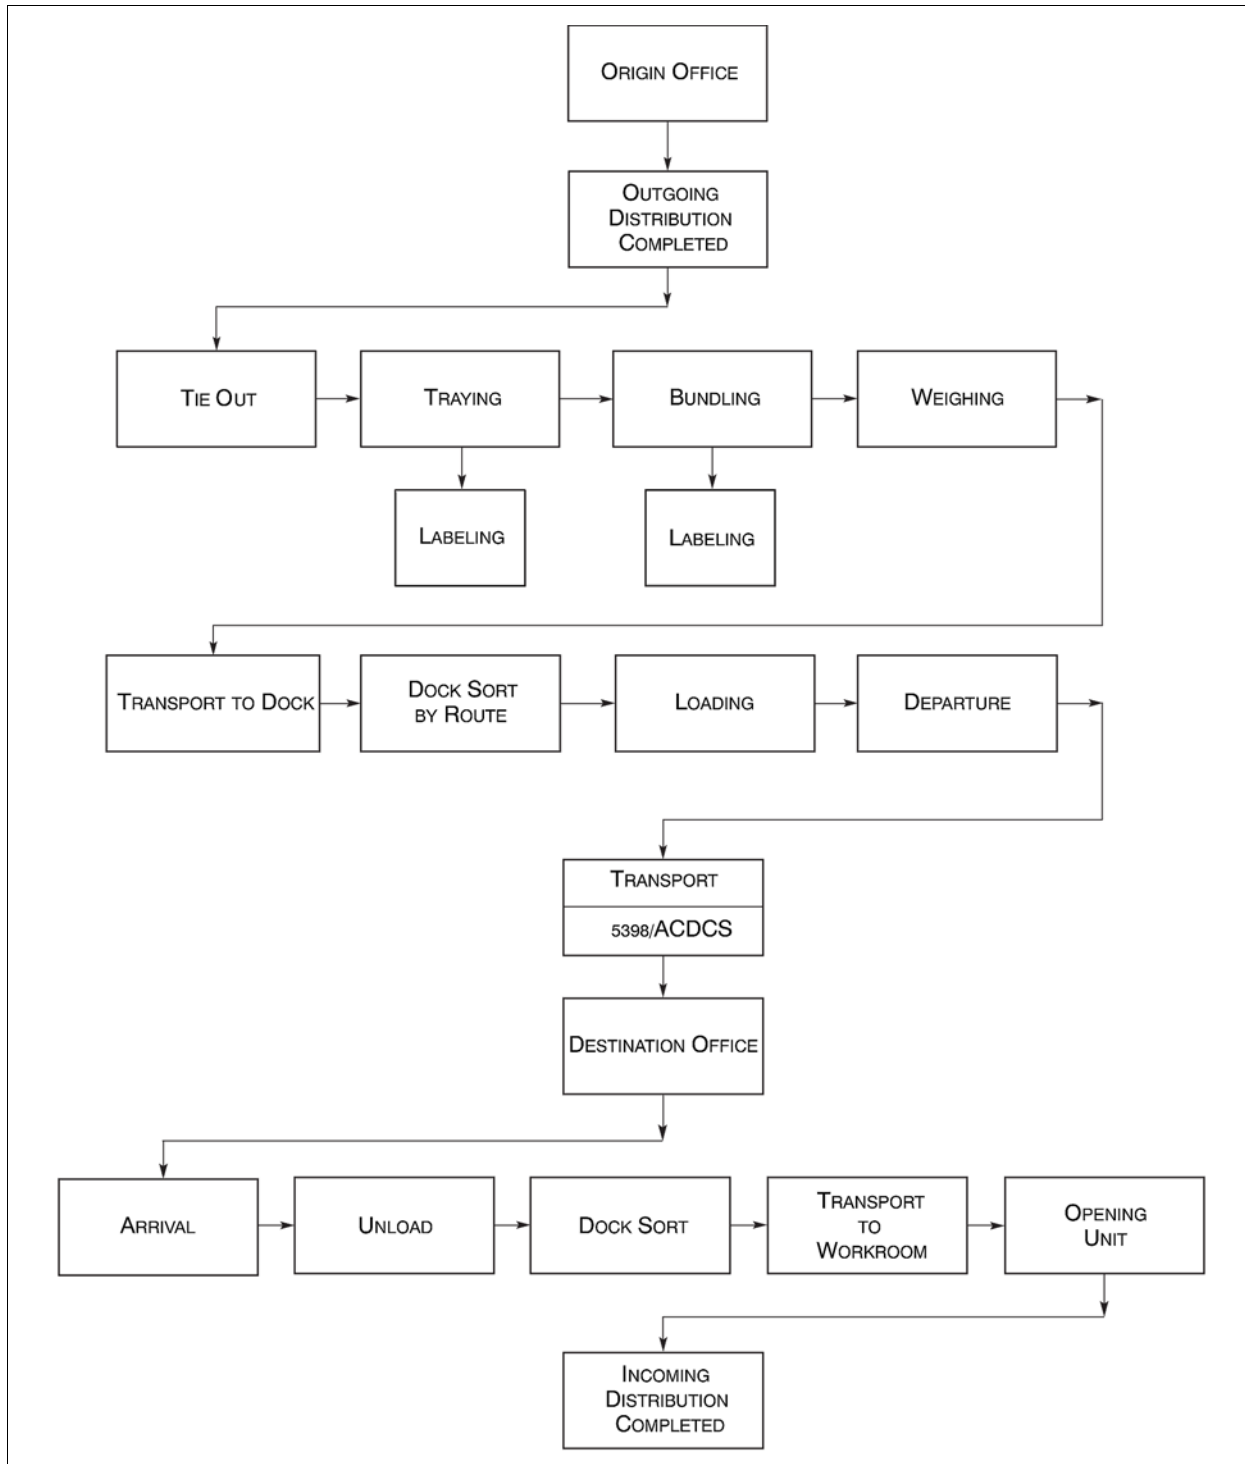 ORIGIN OFFICE
OUTGOING
DISTRIBUTION
COMPLETED
TIE OUT
TRAYING
BUNDLING
WEIGHING
LABELING
LABELING
TRANSPORT TO DOCK
DOCK SORT
BY ROUTE
LOADING
DEPARTURE
TRANSPORT
5398/ACDCS
DESTINATION OFFICE
ARRIVAL
UNLOAD
DOCK SORT
TRANSPORT
TO
WORKROOM
OPENING
UNIT
INCOMING
DISTRIBUTION
COMPLETED